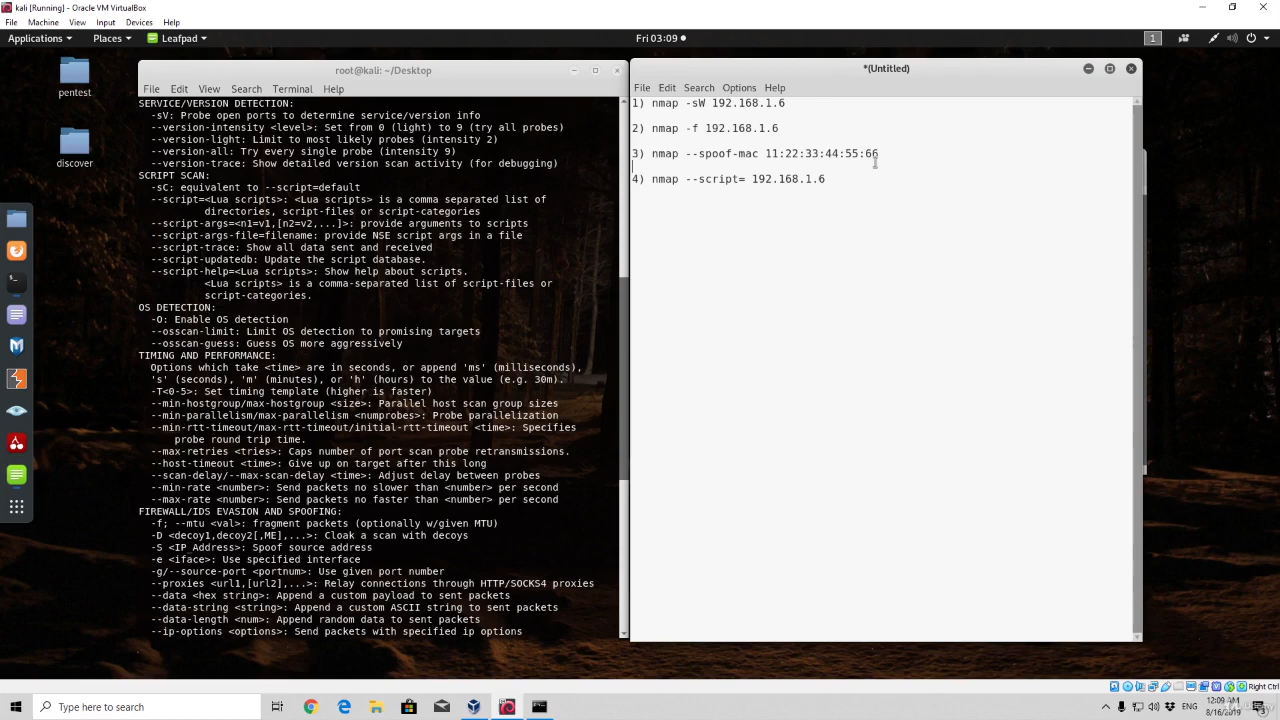 kali [Running] - Oracle VM VirtualBox
File Machine View Input Devices Help
Applications Places Leafpad Fri 03:09 1
pentest
discover
root@kali: ~/Desktop
File Edit View Search Terminal Help
SERVICE/VERSION DETECTION:
-sV: Probe open ports to determine service/version info
--version-intensity <level>: Set from 0 (light) to 9 (try all probes)
--version-light: Limit to most likely probes (intensity 2)
--version-all: Try every single probe (intensity 9)
--version-trace: Show detailed version scan activity (for debugging)
SCRIPT SCAN:
-sC: equivalent to --script=default
--script=<Lua scripts>: <Lua scripts> is a comma separated list of
directories, script-files or script-categories
--script-args=<n1=v1,[n2=v2,...]>: provide arguments to scripts
--script-args-file=filename: provide NSE script args in a file
--script-trace: Show all data sent and received
--script-updatedb: Update the script database.
--script-help=<Lua scripts>: Show help about scripts.
<Lua scripts> is a comma-separated list of script-files or
script-categories.
OS DETECTION:
-O: Enable OS detection
--osscan-limit: Limit OS detection to promising targets
--osscan-guess: Guess OS more aggressively
TIMING AND PERFORMANCE:
Options which take <time> are in seconds, or append 'ms' (milliseconds),
's' (seconds), 'm' (minutes), or 'h' (hours) to the value (e.g. 30m).
-T<0-5>: Set timing template (higher is faster)
--min-hostgroup/max-hostgroup <size>: Parallel host scan group sizes
--min-parallelism/max-parallelism <numprobes>: Probe parallelization
--min-rtt-timeout/max-rtt-timeout/initial-rtt-timeout <time>: Specifies
probe round trip time.
--max-retries <tries>: Caps number of port scan probe retransmissions.
--host-timeout <time>: Give up on target after this long
--scan-delay/--max-scan-delay <time>: Adjust delay between probes
--min-rate <number>: Send packets no slower than <number> per second
--max-rate <number>: Send packets no faster than <number> per second
FIREWALL/IDS EVASION AND SPOOFING:
-f; --mtu <val>: fragment packets (optionally w/given MTU)
-D <decoy1,decoy2[,ME],...>: Cloak a scan with decoys
-S <IP_Address>: Spoof source address
-e <iface>: Use specified interface
-g/--source-port <portnum>: Use given port number
--proxies <url1,[url2],...>: Relay connections through HTTP/SOCKS4 proxies
--data <hex string>: Append a custom payload to sent packets
--data-string <string>: Append a custom ASCII string to sent packets
--data-length <num>: Append random data to sent packets
--ip-options <options>: Send packets with specified ip options
*(Untitled)
File Edit Search Options Help
1) nmap -sW 192.168.1.6
2) nmap -f 192.168.1.6
3) nmap --spoof-mac 11:22:33:44:55:66
4) nmap --script= 192.168.1.6
Right Ctrl
Type here to search
12:09 AM
8/16/2019